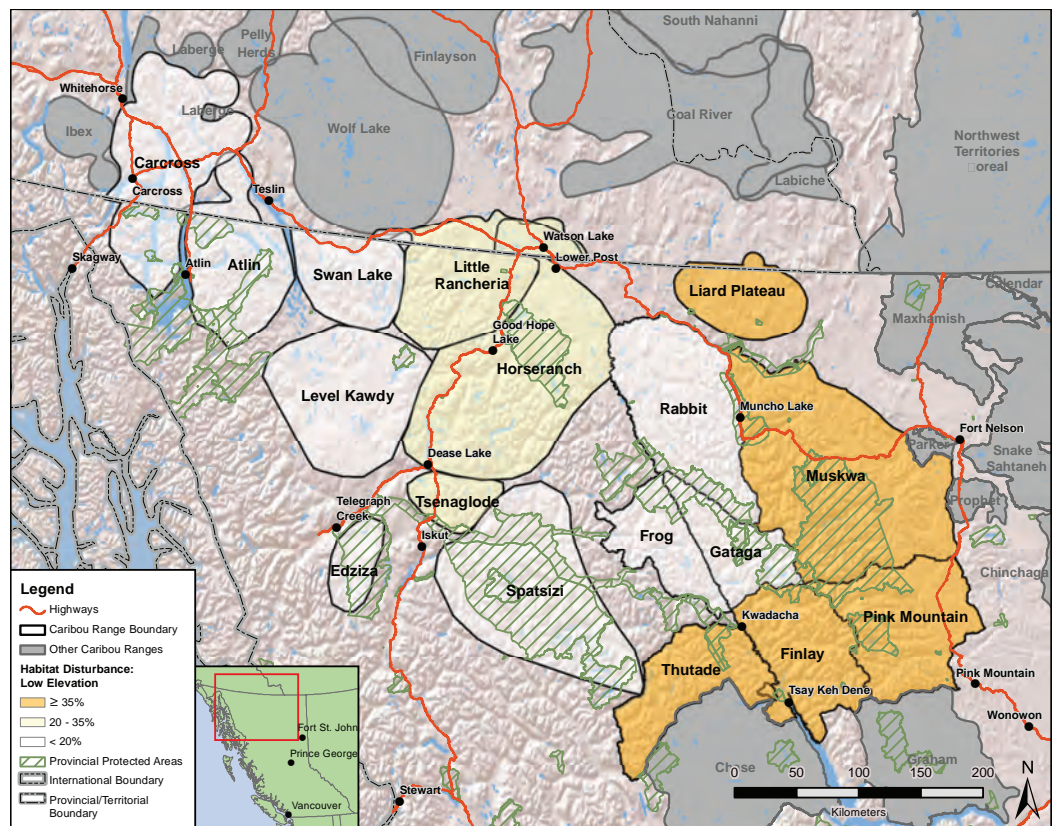 South Nahanni
Pelly
Herds
Laberge
Finlayson
Whitehorse
Laberge
Coal River
Ibex
Wolf Lake
Northwest
Territories
oreal
Carcross
Labiche
Carcross
Teslin
Watson Lake
Skagway
Atlin
Atlin
Swan Lake
Little
Rancheria
Lower Post
Liard Plateau
Calendar
Maxhamish
Good Hope
Lake
Horseranch
Level Kawdy
Rabbit
Muncho Lake
Fort Nelson
Parker
Snake
Sahtaneh
Dease Lake
Muskwa
Telegraph
Creek
Tsenaglode
Prophet
Iskut
Frog
Gataga
Edziza
Spatsizi
Chinchaga
Kwadacha
Pink Mountain
Thutade
Finlay
Pink Mountain
Tsay Keh Dene
Wonowon
Chase
Graham
Stewart
0 50 100 150 200
Kilometers
N
Legend
Highways
Caribou Range Boundary
Other Caribou Ranges
Habitat Disturbance:
Low Elevation
≥ 35%
20 - 35%
< 20%
Provincial Protected Areas
International Boundary
Provincial/Territorial
Boundary
Fort St. John
Prince George
Vancouver